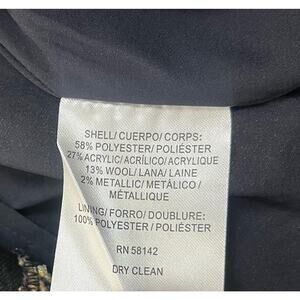 SHELL/ CUERPO/ CORPS:
58% POLYESTER/ POLIÉSTER
27% ACRYLIC/ ACRÍLICO/ ACRYLIQUE
13% WOOL/ LANA/ LAINE
2% METALLIC/ METÁLICO /
MÉTALLIQUE
LINING/ FORRO/ DOUBLURE:
100% POLYESTER / POLIÉSTER
RN 58142
DRY CLEAN